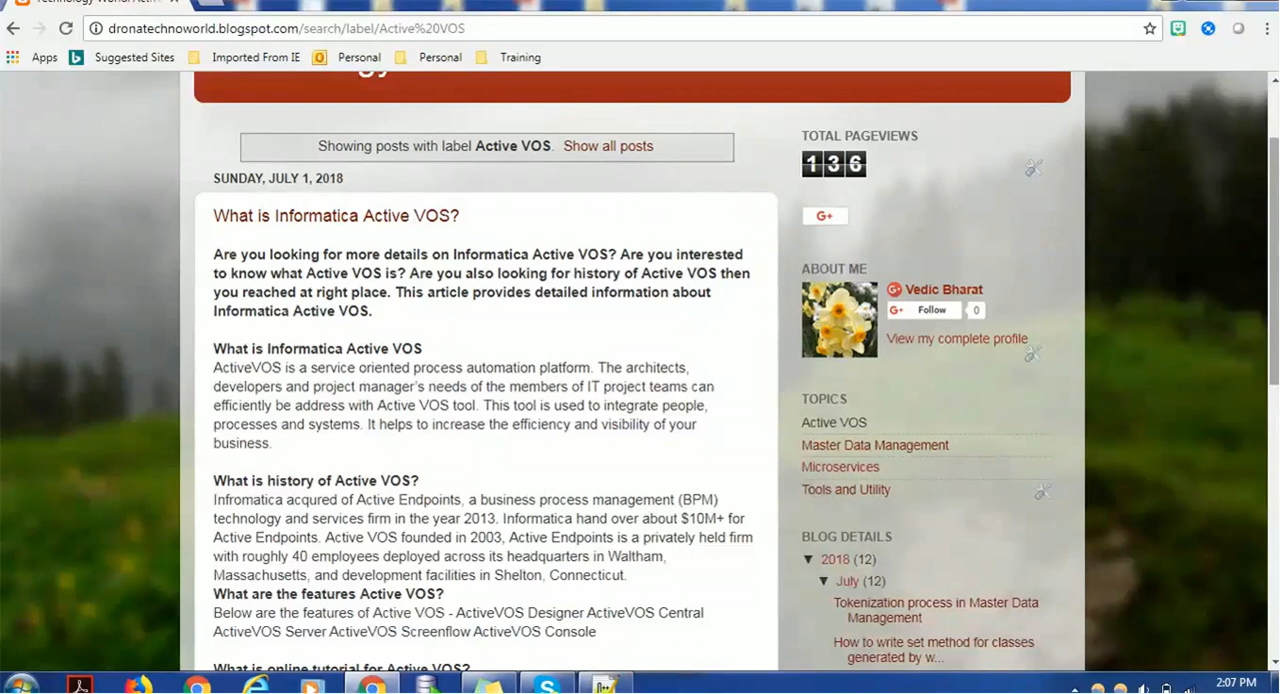 dronatechnoworld.blogspot.com/search/label/Active%20VOS
Apps Suggested Sites Imported From IE Personal Personal Training
Showing posts with label Active VOS. Show all posts
SUNDAY, JULY 1, 2018
What is Informatica Active VOS?
Are you looking for more details on Informatica Active VOS? Are you interested
to know what Active VOS is? Are you also looking for history of Active VOS then
you reached at right place. This article provides detailed information about
Informatica Active VOS.
What is Informatica Active VOS
ActiveVOS is a service oriented process automation platform. The architects,
developers and project manager's needs of the members of IT project teams can
efficiently be address with Active VOS tool. This tool is used to integrate people,
processes and systems. It helps to increase the efficiency and visibility of your
business.
What is history of Active VOS?
Infromatica acqured of Active Endpoints, a business process management (BPM)
technology and services firm in the year 2013. Informatica hand over about $10M+ for
Active Endpoints. Active VOS founded in 2003, Active Endpoints is a privately held firm
with roughly 40 employees deployed across its headquarters in Waltham,
Massachusetts, and development facilities in Shelton, Connecticut.
What are the features Active VOS?
Below are the features of Active VOS - ActiveVOS Designer ActiveVOS Central
ActiveVOS Server ActiveVOS Screenflow ActiveVOS Console
What is online tutorial for Active VOS?
TOTAL PAGEVIEWS
136
G+
ABOUT ME
Vedic Bharat
G+ Follow 0
View my complete profile
TOPICS
Active VOS
Master Data Management
Microservices
Tools and Utility
BLOG DETAILS
▼ 2018 (12)
▼ July (12)
Tokenization process in Master Data
Management
How to write set method for classes
generated by w...
2:07 PM